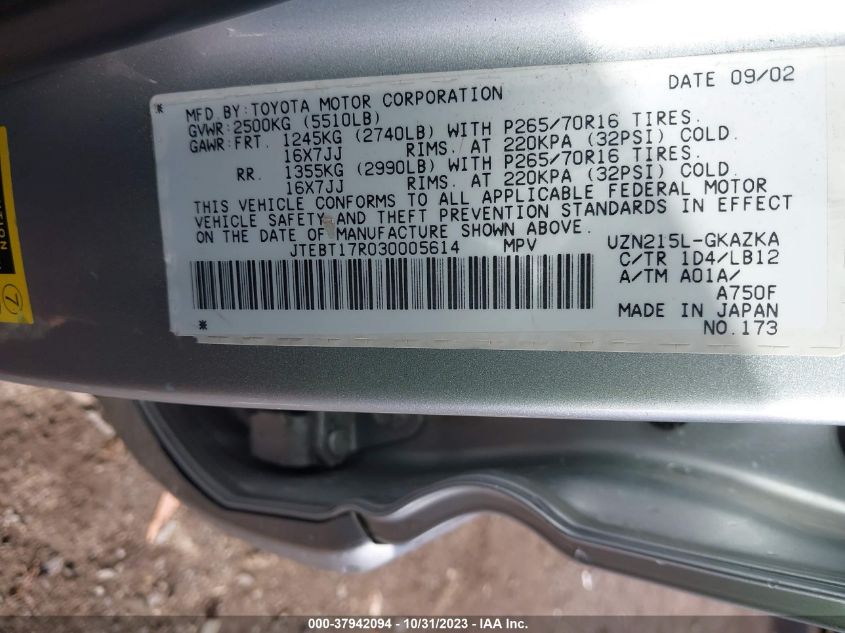 DATE 09/02
MFD.BY:TOYOTA MOTOR CORPORATION
GVWR:2500KG (5510LB)
GAWR:FRT. 1245KG (2740LB) WITH P265/70R16 TIRES.
16X7JJ RIMS. AT 220KPA (32PSI) COLD.
RR. 1355KG (2990LB) WITH P265/70R16 TIRES.
16X7JJ RIMS. AT 220KPA (32PSI) COLD.
THIS VEHICLE CONFORMS TO ALL APPLICABLE FEDERAL MOTOR
VEHICLE SAFETY AND THEFT PREVENTION STANDARDS IN EFFECT
ON THE DATE OF MANUFACTURE SHOWN ABOVE.
JTEBT17R030005614 MPV UZN215L-GKAZKA
C/TR 1D4/LB12
A/TM A01A/
A750F
MADE IN JAPAN
NO.173
7
000-37942094 - 10/31/2023 - IAA Inc.